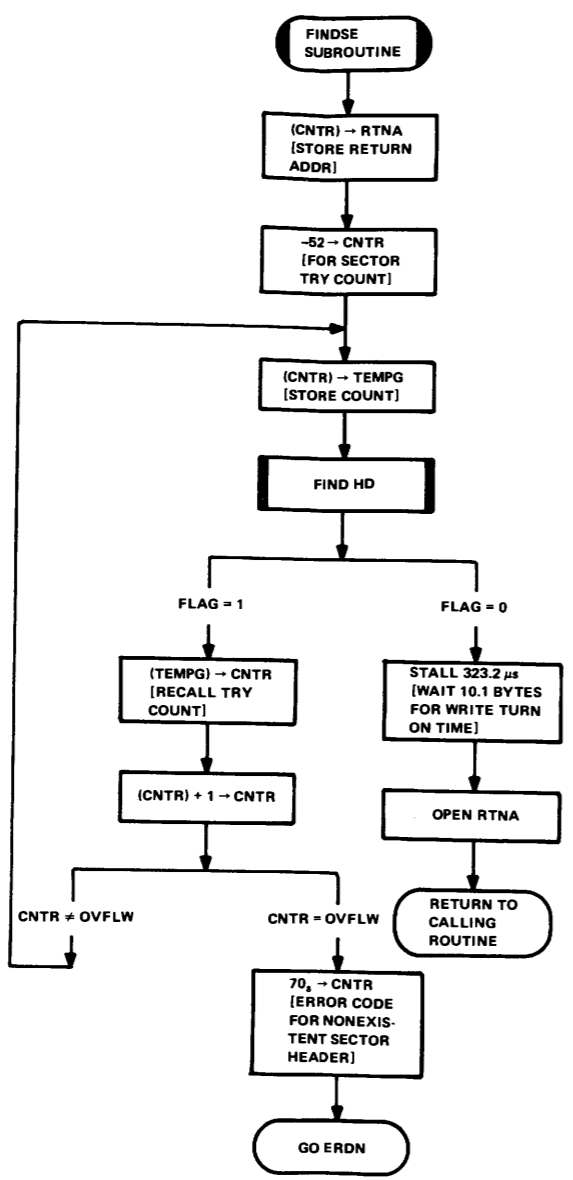 FINDSE
SUBROUTINE
(CNTR) → RTNA
[STORE RETURN
ADDR]
–52 → CNTR
[FOR SECTOR
TRY COUNT]
(CNTR) → TEMPG
[STORE COUNT]
FIND HD
FLAG = 1
FLAG = 0
(TEMPG) → CNTR
[RECALL TRY
COUNT]
STALL 323.2 μs
[WAIT 10.1 BYTES
FOR WRITE TURN
ON TIME]
(CNTR) + 1 → CNTR
OPEN RTNA
CNTR ≠ OVFLW
CNTR = OVFLW
RETURN TO
CALLING
ROUTINE
70₈ → CNTR
[ERROR CODE
FOR NONEXIS-
TENT SECTOR
HEADER]
GO ERDN